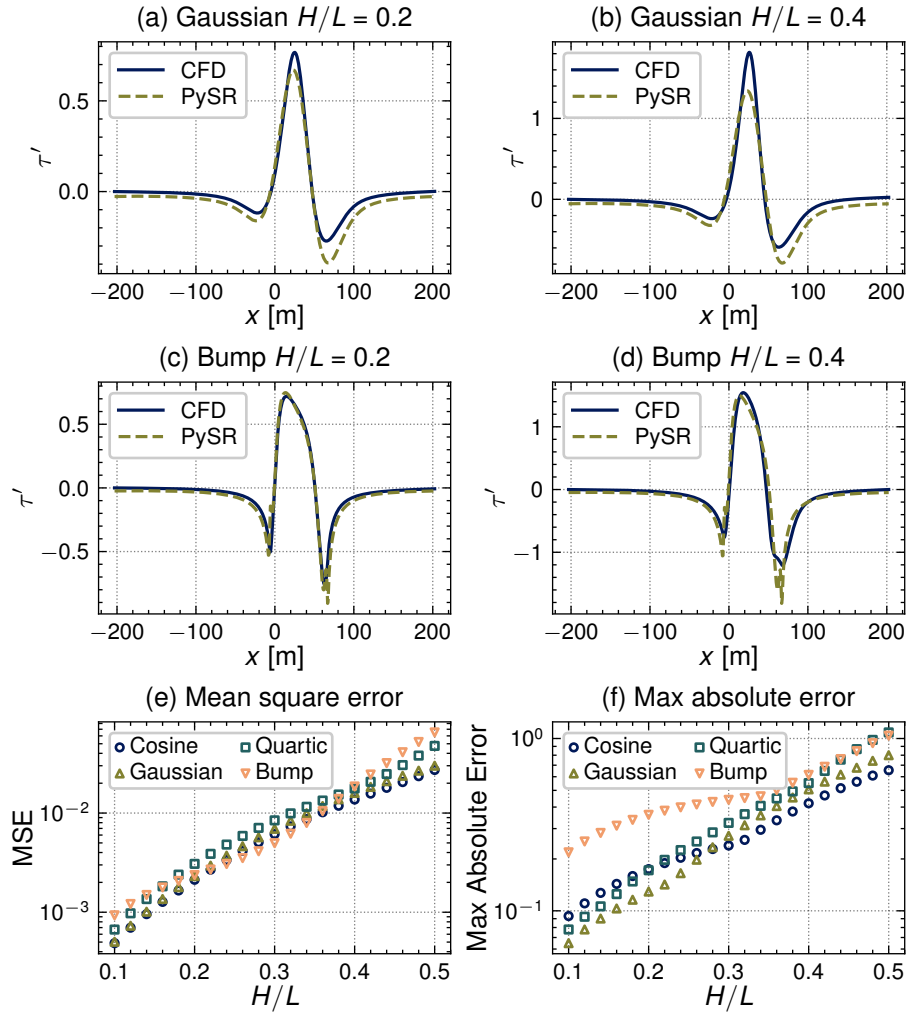 (a) Gaussian H/L = 0.2
CFD
PySR
0.5
0.0
τ′
−200
−100
0
100
200
x [m]
(b) Gaussian H/L = 0.4
CFD
PySR
1
0
τ′
−200
−100
0
100
200
x [m]
(c) Bump H/L = 0.2
CFD
PySR
0.5
0.0
−0.5
τ′
−200
−100
0
100
200
x [m]
(d) Bump H/L = 0.4
CFD
PySR
1
0
−1
τ′
−200
−100
0
100
200
x [m]
(e) Mean square error
Cosine
Quartic
Gaussian
Bump
10⁻²
10⁻³
MSE
0.1
0.2
0.3
0.4
0.5
H/L
(f) Max absolute error
Cosine
Quartic
Gaussian
Bump
10⁰
10⁻¹
Max Absolute Error
0.1
0.2
0.3
0.4
0.5
H/L